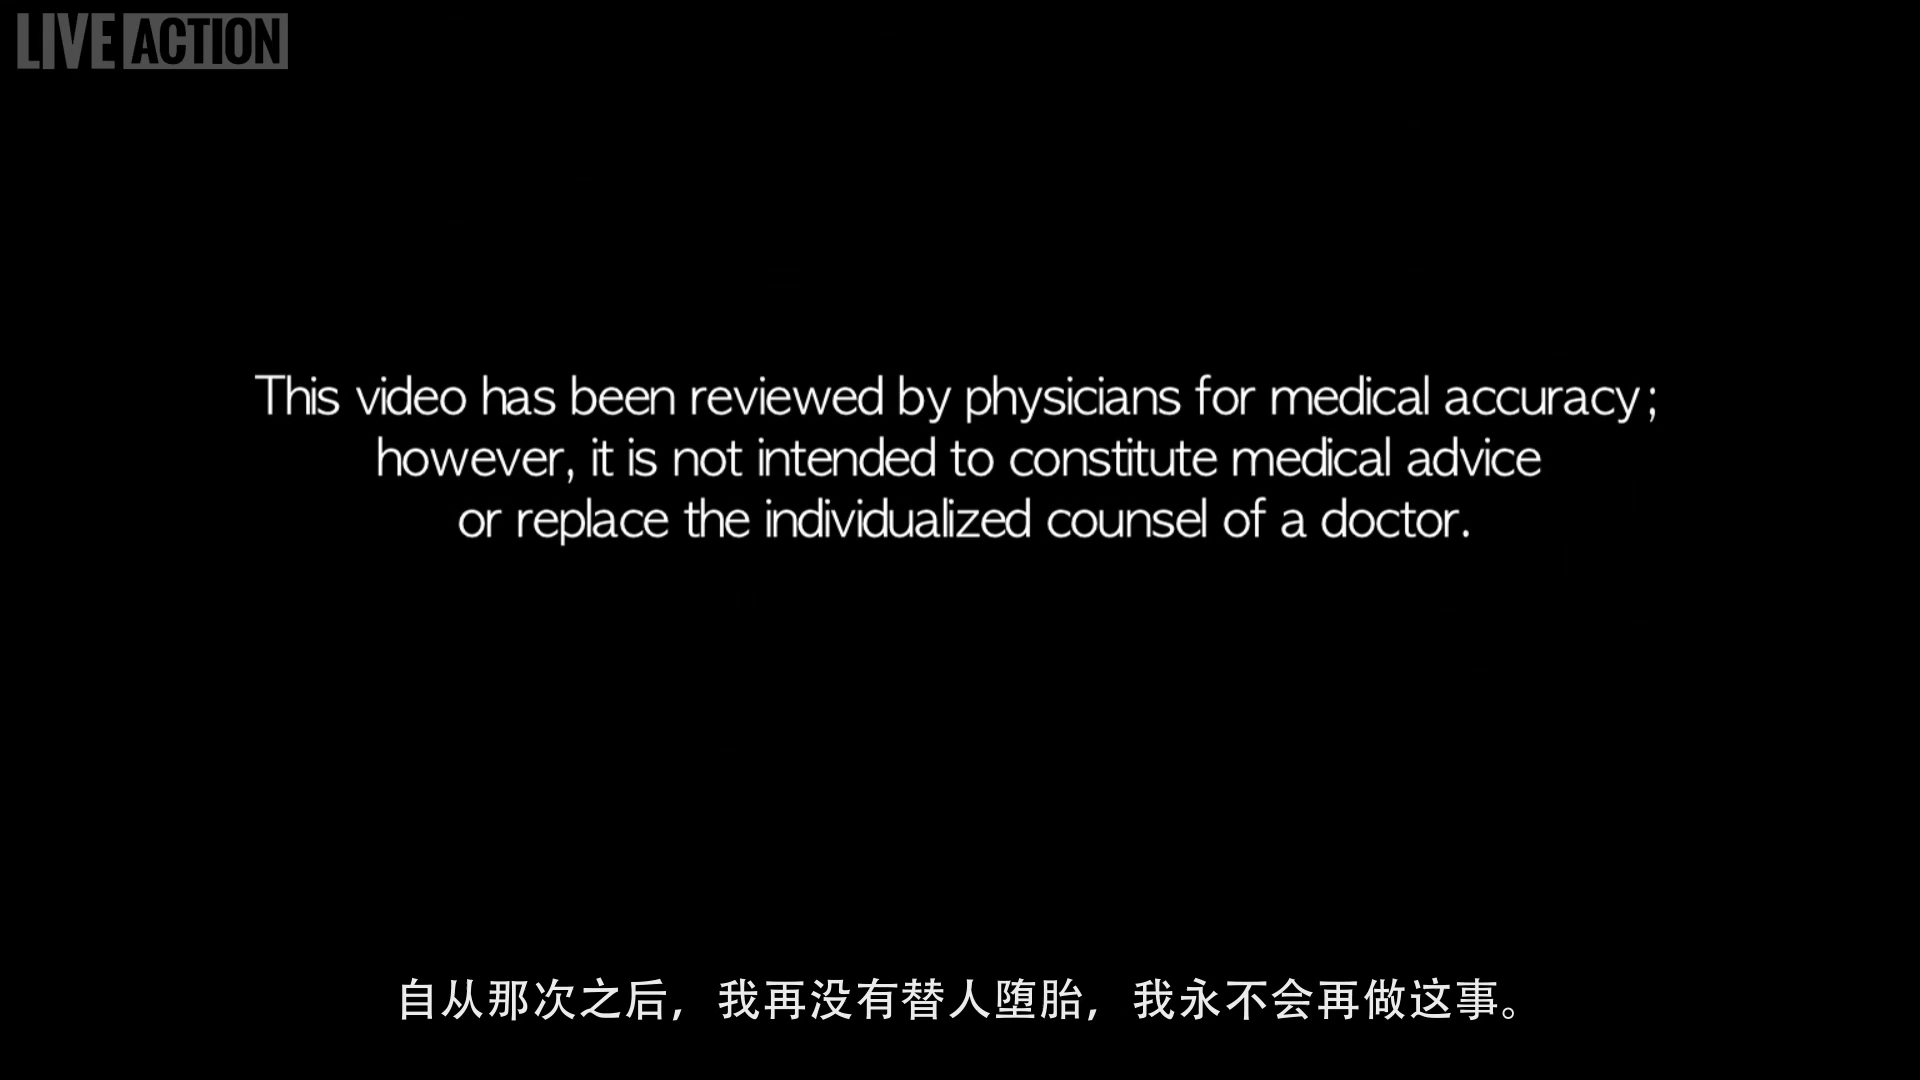 LIVE ACTION
This video has been reviewed by physicians for medical accuracy;
however, it is not intended to constitute medical advice
or replace the individualized counsel of a doctor.
自从那次之后，我再没有替人堕胎，我永不会再做这事。